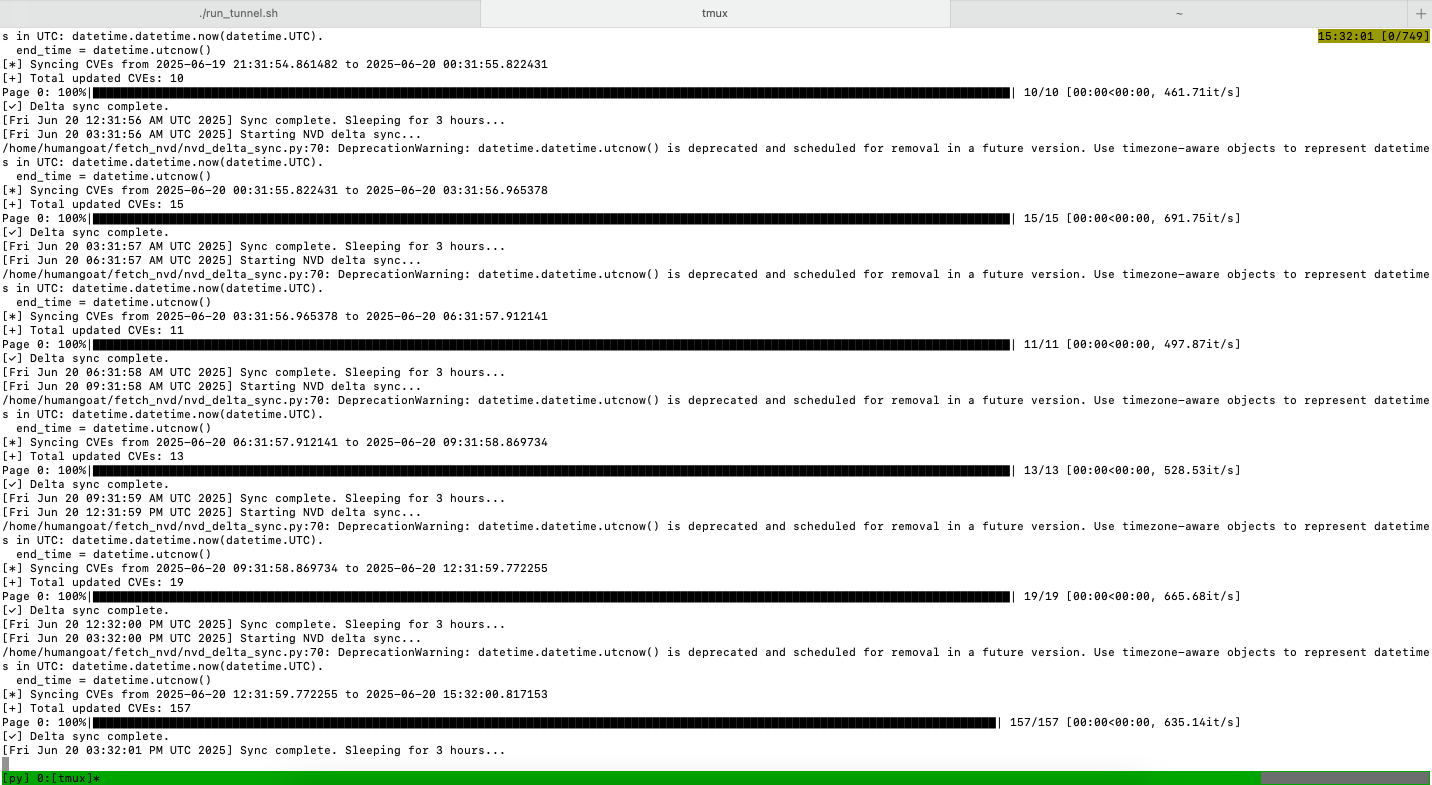 ./run_tunnel.sh tmux ~ +
s in UTC: datetime.datetime.now(datetime.UTC). 15:32:01 [0/749]
  end_time = datetime.utcnow()
[*] Syncing CVEs from 2025-06-19 21:31:54.861482 to 2025-06-20 00:31:55.822431
[+] Total updated CVEs: 10
Page 0: 100%| | 10/10 [00:00<00:00, 461.71it/s]
[✓] Delta sync complete.
[Fri Jun 20 12:31:56 AM UTC 2025] Sync complete. Sleeping for 3 hours...
[Fri Jun 20 03:31:56 AM UTC 2025] Starting NVD delta sync...
/home/humangoat/fetch_nvd/nvd_delta_sync.py:70: DeprecationWarning: datetime.datetime.utcnow() is deprecated and scheduled for removal in a future version. Use timezone-aware objects to represent datetime
s in UTC: datetime.datetime.now(datetime.UTC).
  end_time = datetime.utcnow()
[*] Syncing CVEs from 2025-06-20 00:31:55.822431 to 2025-06-20 03:31:56.965378
[+] Total updated CVEs: 15
Page 0: 100%| | 15/15 [00:00<00:00, 691.75it/s]
[✓] Delta sync complete.
[Fri Jun 20 03:31:57 AM UTC 2025] Sync complete. Sleeping for 3 hours...
[Fri Jun 20 06:31:57 AM UTC 2025] Starting NVD delta sync...
/home/humangoat/fetch_nvd/nvd_delta_sync.py:70: DeprecationWarning: datetime.datetime.utcnow() is deprecated and scheduled for removal in a future version. Use timezone-aware objects to represent datetime
s in UTC: datetime.datetime.now(datetime.UTC).
  end_time = datetime.utcnow()
[*] Syncing CVEs from 2025-06-20 03:31:56.965378 to 2025-06-20 06:31:57.912141
[+] Total updated CVEs: 11
Page 0: 100%| | 11/11 [00:00<00:00, 497.87it/s]
[✓] Delta sync complete.
[Fri Jun 20 06:31:58 AM UTC 2025] Sync complete. Sleeping for 3 hours...
[Fri Jun 20 09:31:58 AM UTC 2025] Starting NVD delta sync...
/home/humangoat/fetch_nvd/nvd_delta_sync.py:70: DeprecationWarning: datetime.datetime.utcnow() is deprecated and scheduled for removal in a future version. Use timezone-aware objects to represent datetime
s in UTC: datetime.datetime.now(datetime.UTC).
  end_time = datetime.utcnow()
[*] Syncing CVEs from 2025-06-20 06:31:57.912141 to 2025-06-20 09:31:58.869734
[+] Total updated CVEs: 13
Page 0: 100%| | 13/13 [00:00<00:00, 528.53it/s]
[✓] Delta sync complete.
[Fri Jun 20 09:31:59 AM UTC 2025] Sync complete. Sleeping for 3 hours...
[Fri Jun 20 12:31:59 PM UTC 2025] Starting NVD delta sync...
/home/humangoat/fetch_nvd/nvd_delta_sync.py:70: DeprecationWarning: datetime.datetime.utcnow() is deprecated and scheduled for removal in a future version. Use timezone-aware objects to represent datetime
s in UTC: datetime.datetime.now(datetime.UTC).
  end_time = datetime.utcnow()
[*] Syncing CVEs from 2025-06-20 09:31:58.869734 to 2025-06-20 12:31:59.772255
[+] Total updated CVEs: 19
Page 0: 100%| | 19/19 [00:00<00:00, 665.68it/s]
[✓] Delta sync complete.
[Fri Jun 20 12:32:00 PM UTC 2025] Sync complete. Sleeping for 3 hours...
[Fri Jun 20 03:32:00 PM UTC 2025] Starting NVD delta sync...
/home/humangoat/fetch_nvd/nvd_delta_sync.py:70: DeprecationWarning: datetime.datetime.utcnow() is deprecated and scheduled for removal in a future version. Use timezone-aware objects to represent datetime
s in UTC: datetime.datetime.now(datetime.UTC).
  end_time = datetime.utcnow()
[*] Syncing CVEs from 2025-06-20 12:31:59.772255 to 2025-06-20 15:32:00.817153
[+] Total updated CVEs: 157
Page 0: 100%| | 157/157 [00:00<00:00, 635.14it/s]
[✓] Delta sync complete.
[Fri Jun 20 03:32:01 PM UTC 2025] Sync complete. Sleeping for 3 hours...
[py] 0:[tmux]*